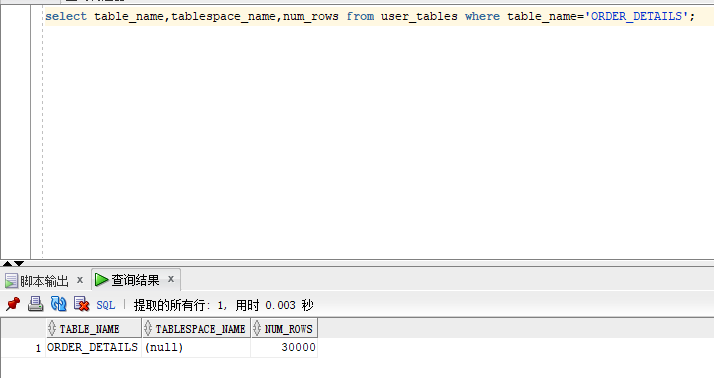 select table_name,tablespace_name,num_rows from user_tables where table_name='ORDER_DETAILS';
脚本输出 x 查询结果 x
SQL | 提取的所有行: 1, 用时 0.003 秒
TABLE_NAME TABLESPACE_NAME NUM_ROWS
1 ORDER_DETAILS (null) 30000